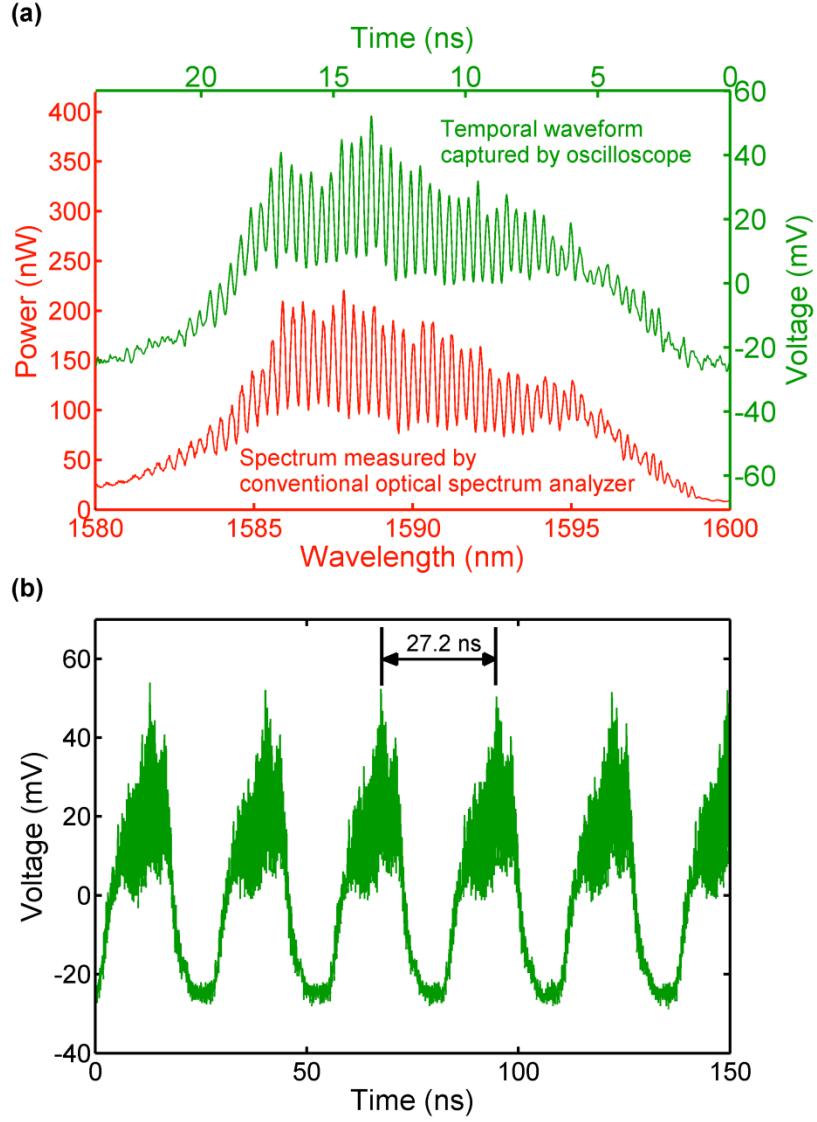 (a)
Time (ns)
20 15 10 5 0
400
350
300
250
200
150
100
50
0
Power (nW)
60
40
20
0
-20
-40
-60
Voltage (mV)
Temporal waveform
captured by oscilloscope
Spectrum measured by
conventional optical spectrum analyzer
1580 1585 1590 1595 1600
Wavelength (nm)
(b)
60
40
20
0
-20
-40
Voltage (mV)
27.2 ns
0 50 100 150
Time (ns)